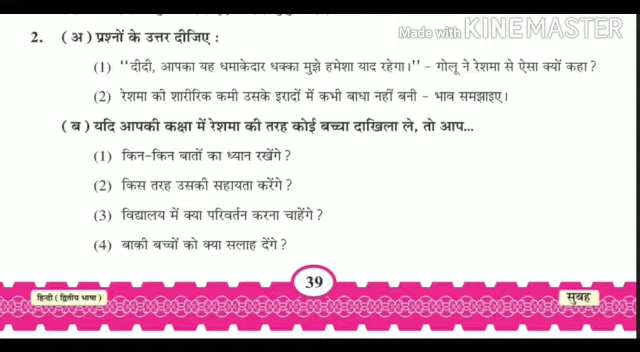 Made with KINEMASTER
2. ( अ ) प्रश्नों के उत्तर दीजिए :
(1) ‘‘दीदी, आपका यह धमाकेदार धक्का मुझे हमेशा याद रहेगा।’’ – गोलू ने रेशमा से ऐसा क्यों कहा ?
(2) रेशमा की शारीरिक कमी उसके इरादों में कभी बाधा नहीं बनी – भाव समझाइए।
( ब ) यदि आपकी कक्षा में रेशमा की तरह कोई बच्चा दाखिला ले, तो आप...
(1) किन-किन बातों का ध्यान रखेंगे ?
(2) किस तरह उसकी सहायता करेंगे ?
(3) विद्यालय में क्या परिवर्तन करना चाहेंगे ?
(4) बाकी बच्चों को क्या सलाह देंगे ?
39
हिन्दी ( द्वितीय भाषा )
सुबह